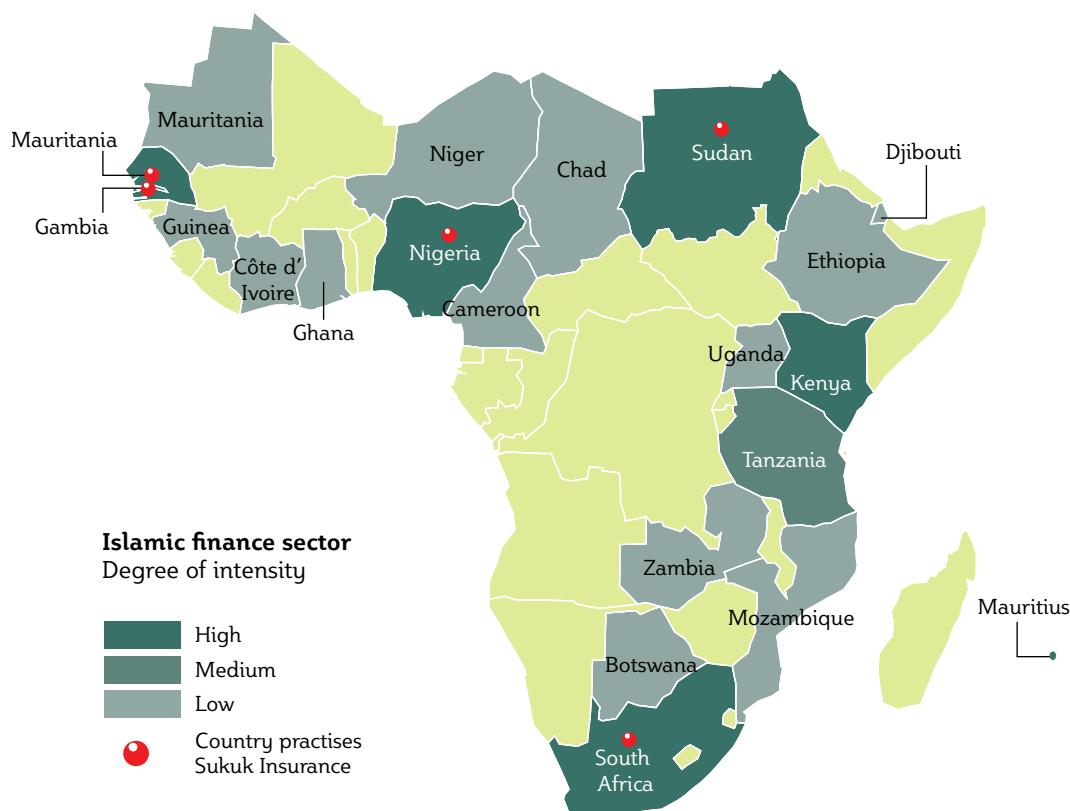 Mauritania
Mauritania
Gambia
Guinea
Côte d'
Ivoire
Ghana
Niger
Nigeria
Cameroon
Chad
Sudan
Djibouti
Ethiopia
Uganda
Kenya
Tanzania
Zambia
Mozambique
Botswana
South
Africa
Mauritius
Islamic finance sector
Degree of intensity
High
Medium
Low
Country practises
Sukuk Insurance